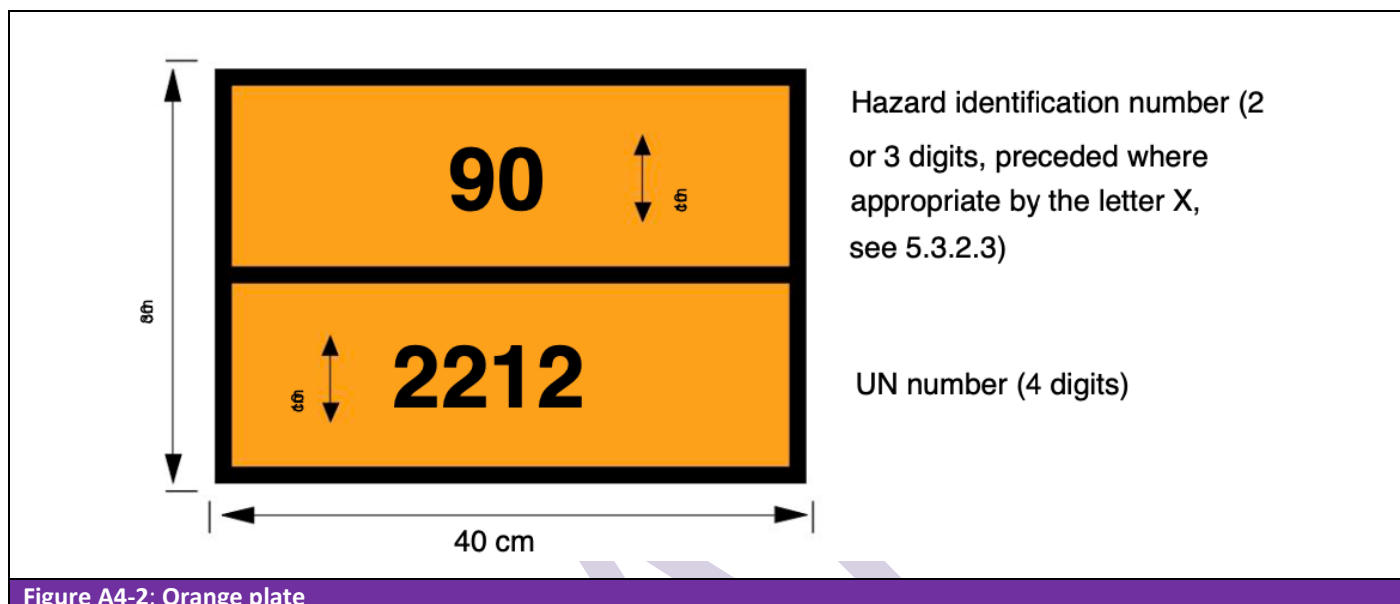 Hazard identification number (2
90
or 3 digits, preceded where
appropriate by the letter X,
see 5.3.2.3)
2212
UN number (4 digits)
40 cm
Figure A4-2: Orange plate